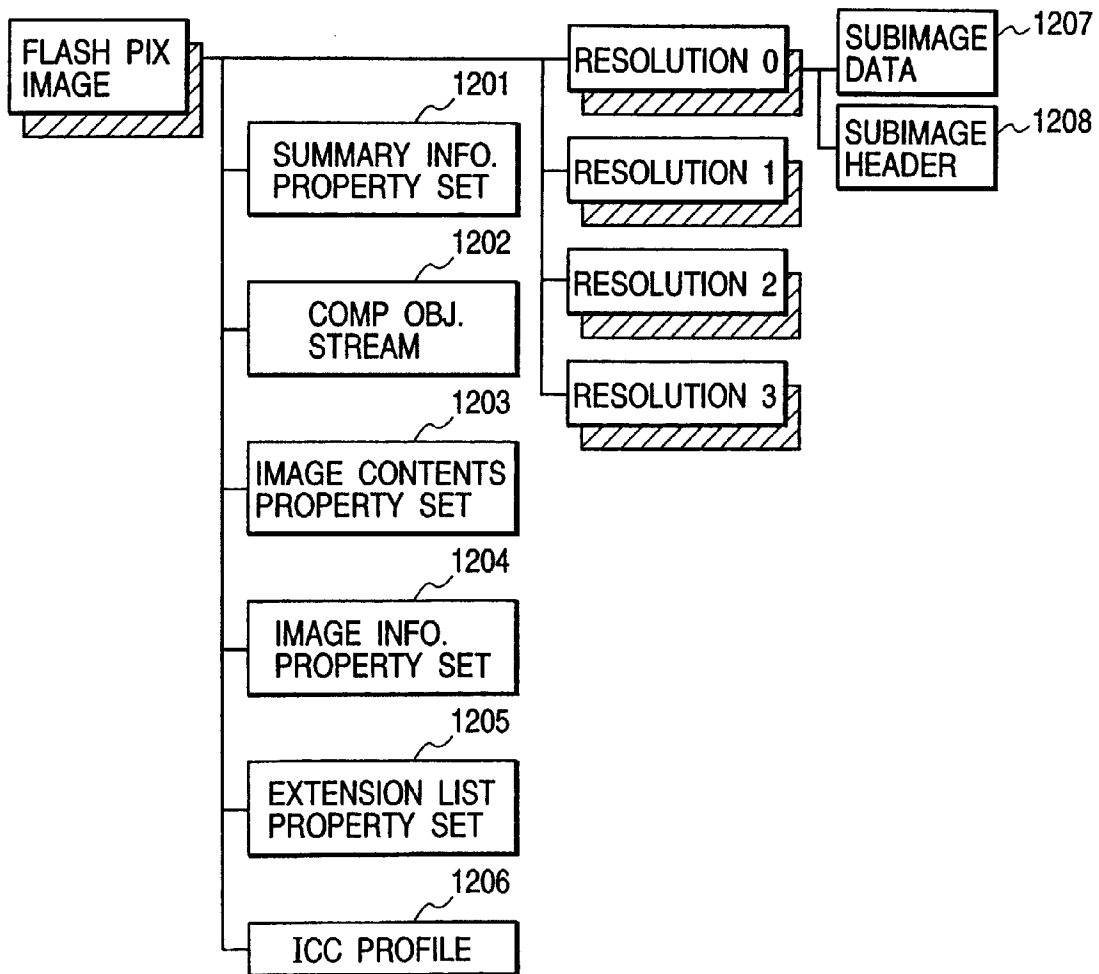 FLASH PIX
IMAGE
RESOLUTION 0
SUBIMAGE
DATA
1207
SUBIMAGE
HEADER
1208
1201
SUMMARY INFO.
PROPERTY SET
RESOLUTION 1
1202
COMP OBJ.
STREAM
RESOLUTION 2
RESOLUTION 3
1203
IMAGE CONTENTS
PROPERTY SET
1204
IMAGE INFO.
PROPERTY SET
1205
EXTENSION LIST
PROPERTY SET
1206
ICC PROFILE